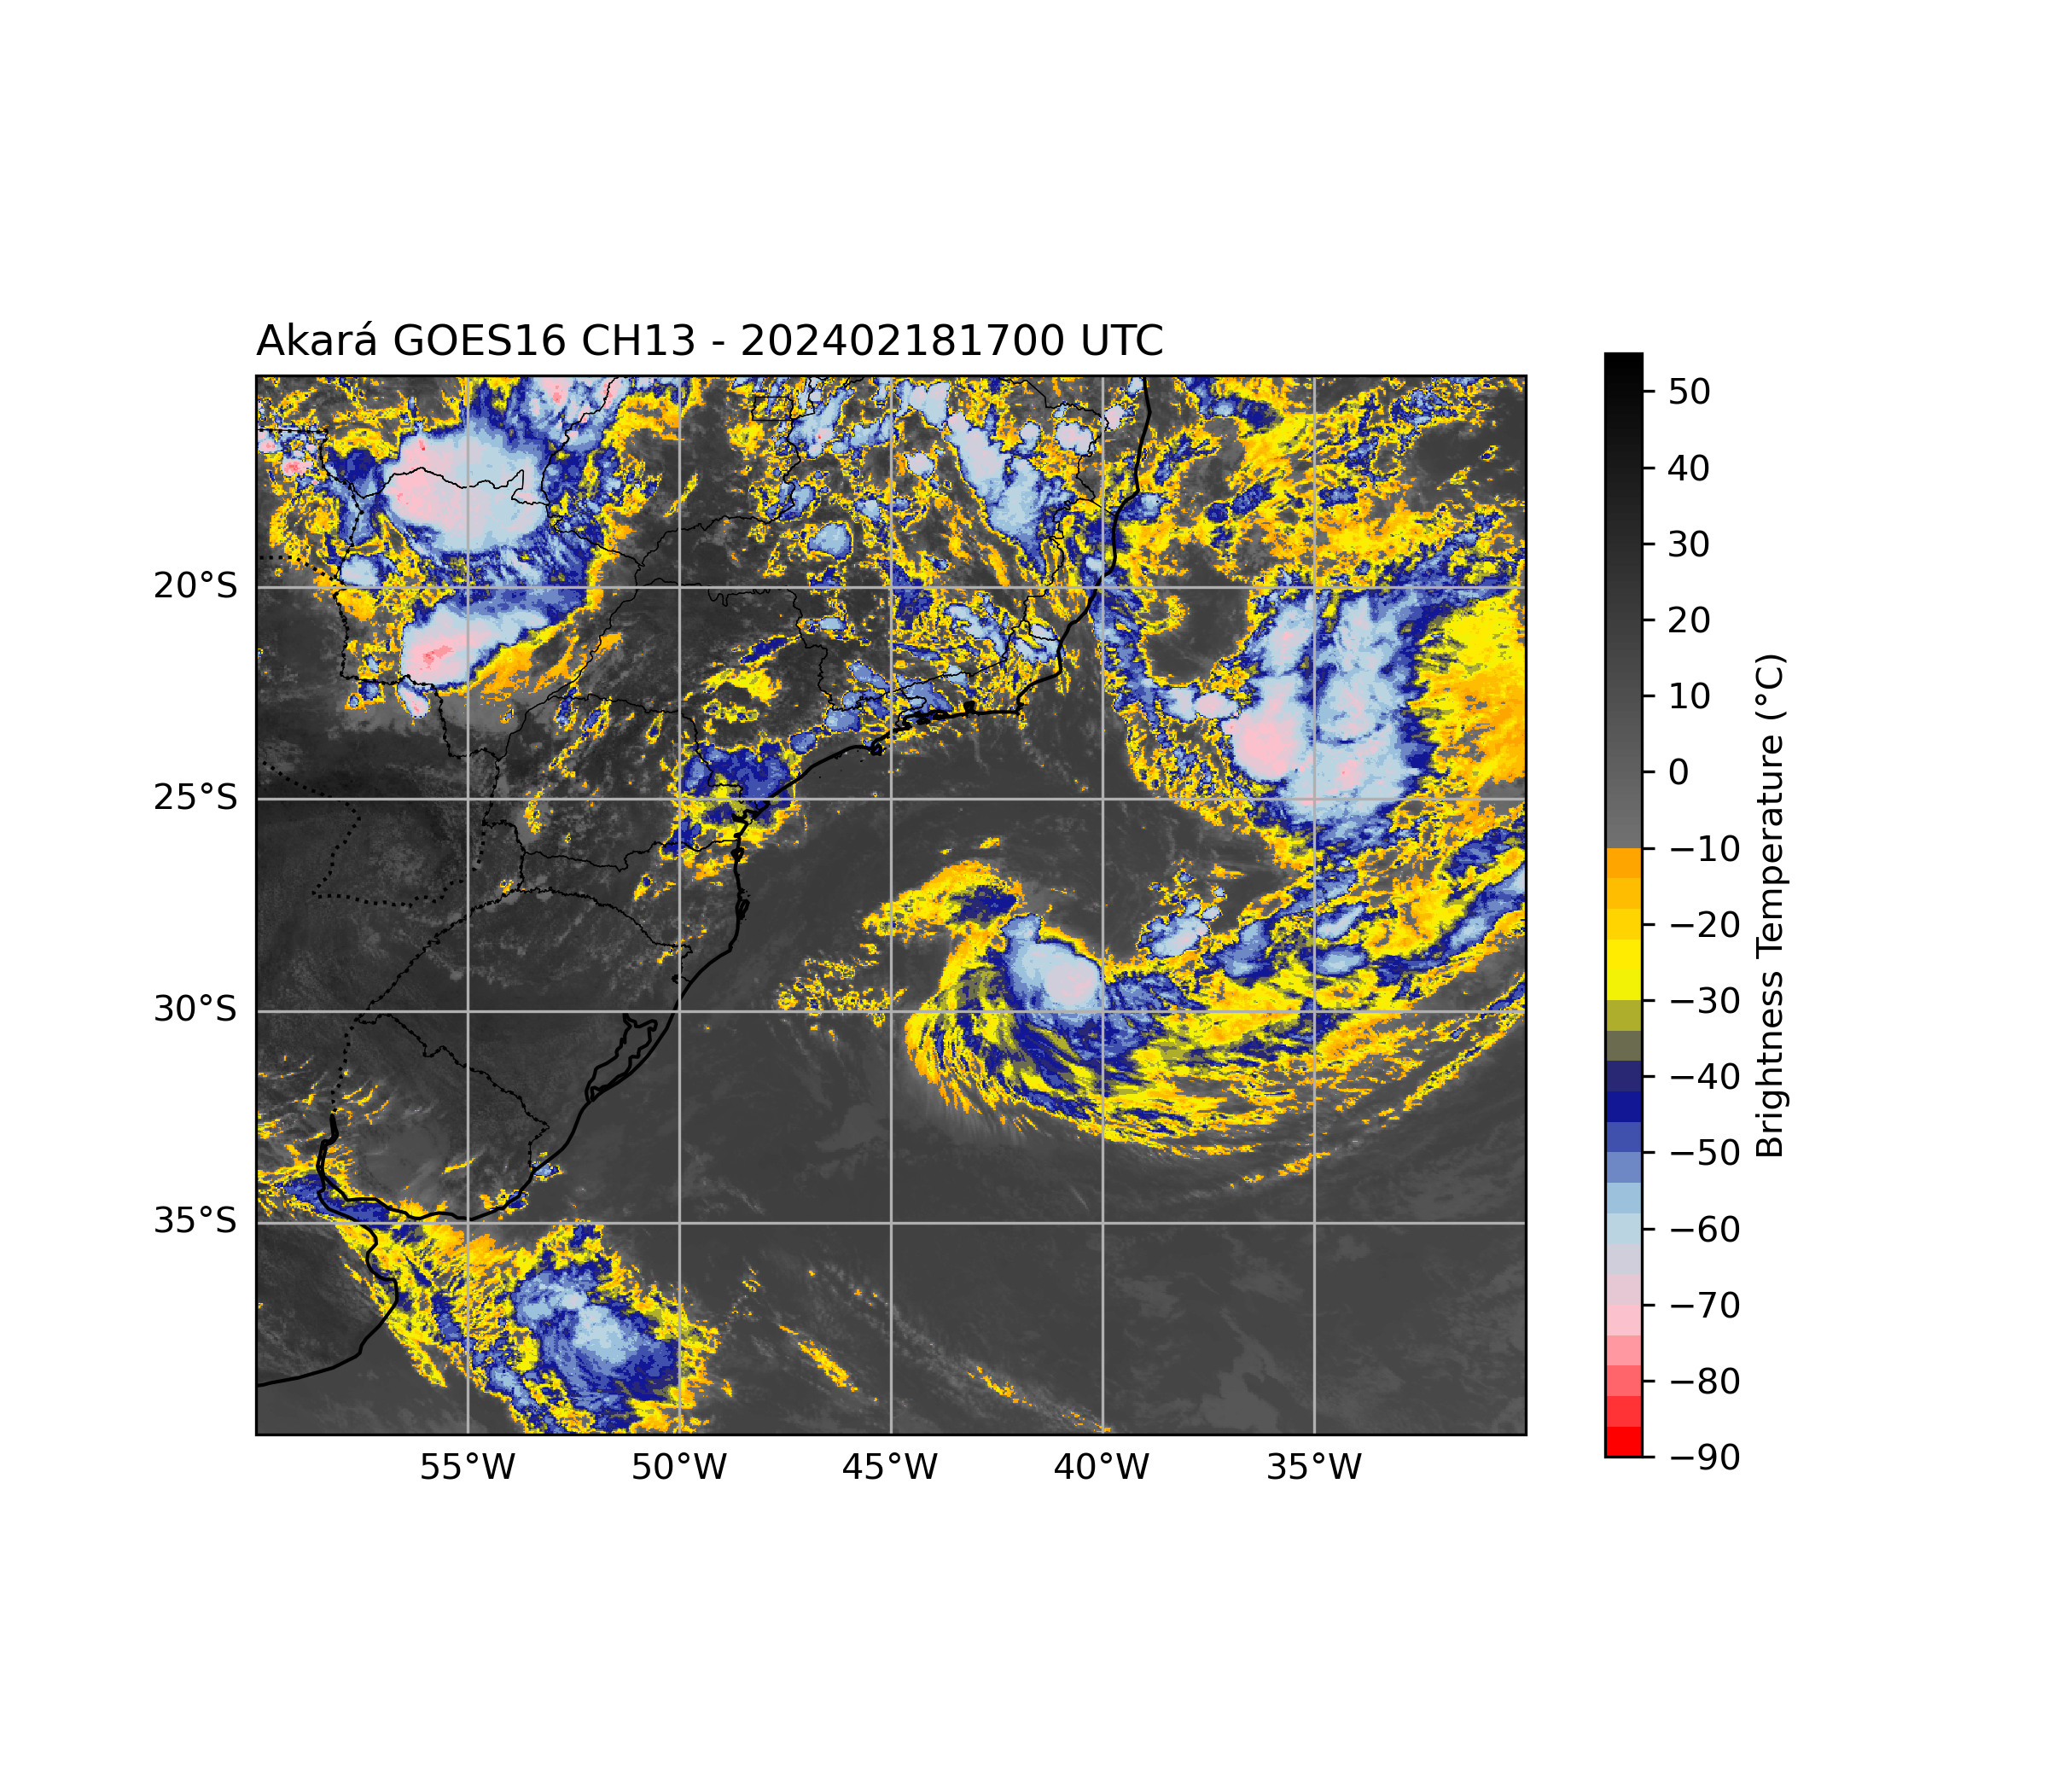 Akará GOES16 CH13 - 202402181700 UTC
20°S
25°S
30°S
35°S
55°W 50°W 45°W 40°W 35°W
50
40
30
20
10
0
−10
−20
−30
−40
−50
−60
−70
−80
−90
Brightness Temperature (°C)